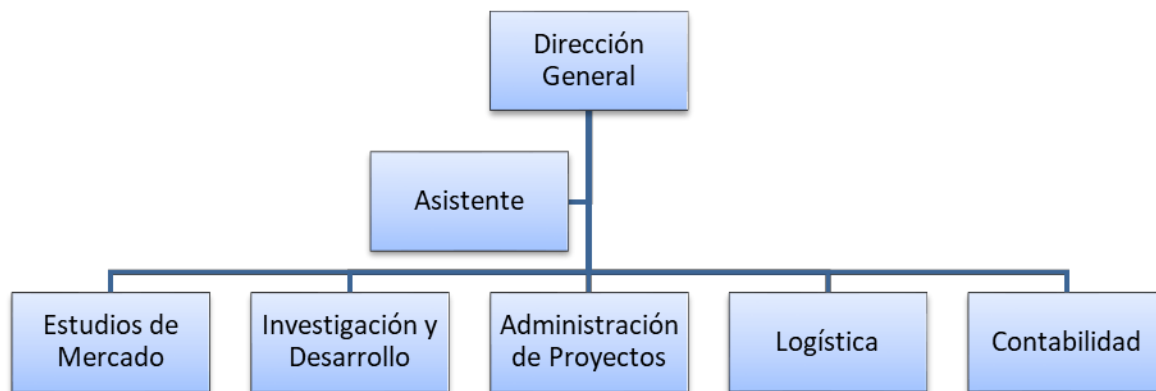 Dirección
General
Asistente
Estudios de
Mercado
Investigación y
Desarrollo
Administración
de Proyectos
Logística
Contabilidad